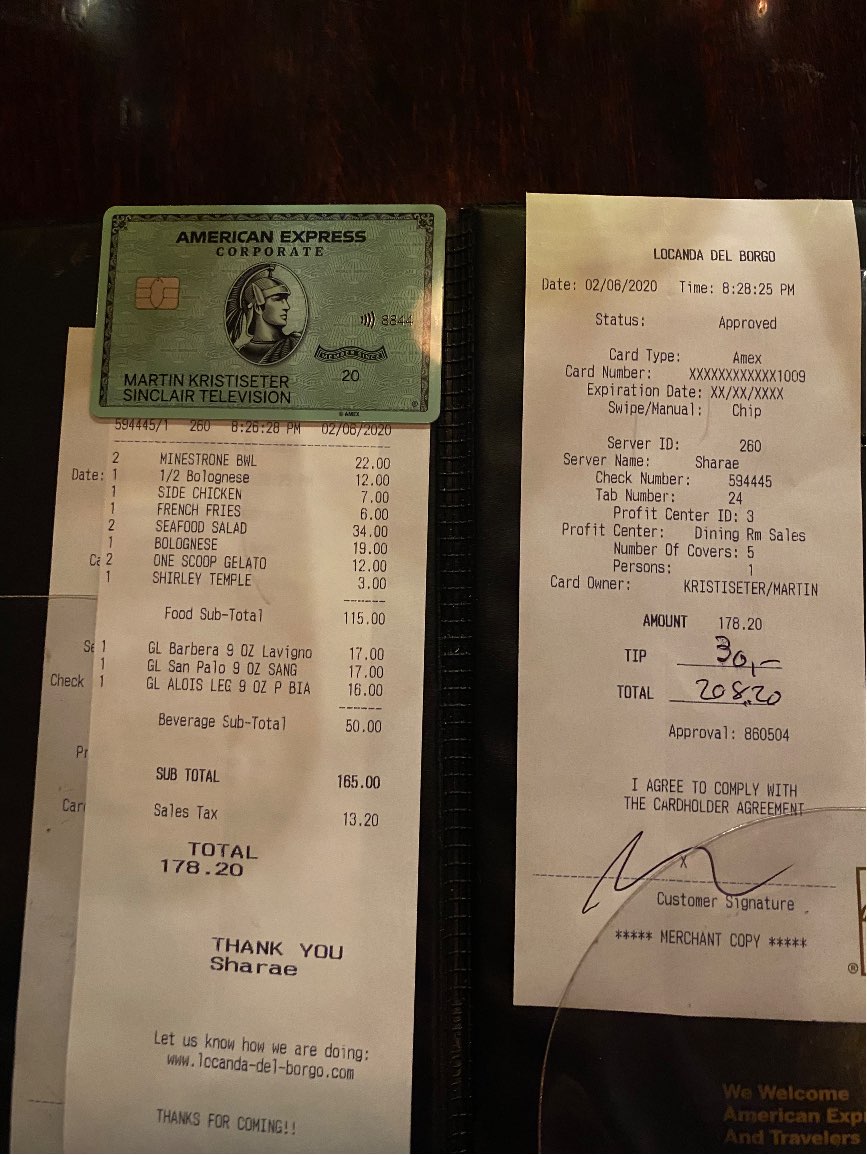 AMERICAN EXPRESS
CORPORATE
8844
MEMBER SINCE
20
MARTIN KRISTISETER
SINCLAIR TELEVISION
® AMEX
594445/1 260 8:26:28 PM 02/06/2020
2 MINESTRONE BWL 22.00
1 1/2 Bolognese 12.00
1 SIDE CHICKEN 7.00
1 FRENCH FRIES 6.00
2 SEAFOOD SALAD 34.00
1 BOLOGNESE 19.00
2 ONE SCOOP GELATO 12.00
1 SHIRLEY TEMPLE 3.00
Food Sub-Total 115.00
1 GL Barbera 9 OZ Lavigno 17.00
1 GL San Palo 9 OZ SANG 17.00
1 GL ALOIS LEG 9 OZ P BIA 16.00
Beverage Sub-Total 50.00
SUB TOTAL 165.00
Sales Tax 13.20
TOTAL
178.20
THANK YOU
Sharae
Let us know how we are doing:
www.locanda-del-borgo.com
THANKS FOR COMING!!
Date:
Check
LOCANDA DEL BORGO
Date: 02/06/2020 Time: 8:28:25 PM
Status: Approved
Card Type: Amex
Card Number: XXXXXXXXXXXX1009
Expiration Date: XX/XX/XXXX
Swipe/Manual: Chip
Server ID: 260
Server Name: Sharae
Check Number: 594445
Tab Number: 24
Profit Center ID: 3
Profit Center: Dining Rm Sales
Number Of Covers: 5
Persons: 1
Card Owner: KRISTISETER/MARTIN
AMOUNT 178.20
TIP 30,-
TOTAL 208.20
Approval: 860504
I AGREE TO COMPLY WITH
THE CARDHOLDER AGREEMENT
X
Customer Signature
***** MERCHANT COPY *****
®
We Welcome
American Exp
And Travelers